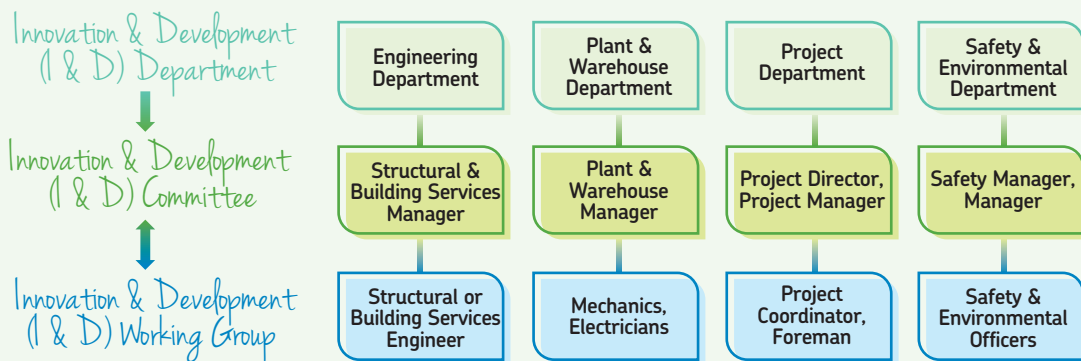 Innovation & Development
(I & D) Department
Engineering
Department
Plant &
Warehouse
Department
Project
Department
Safety &
Environmental
Department
Innovation & Development
(I & D) Committee
Structural &
Building Services
Manager
Plant &
Warehouse
Manager
Project Director,
Project Manager
Safety Manager,
Manager
Innovation & Development
(I & D) Working Group
Structural or
Building Services
Engineer
Mechanics,
Electricians
Project
Coordinator,
Foreman
Safety &
Environmental
Officers